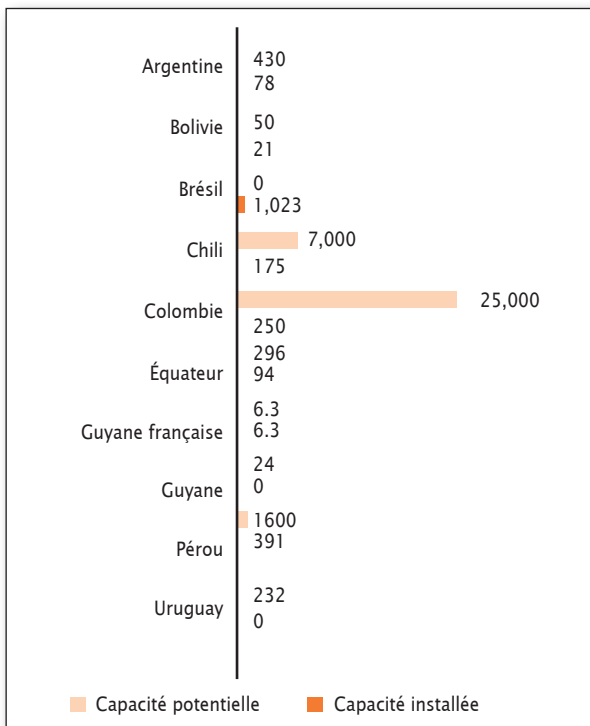 Argentine
430
78
Bolivie
50
21
Brésil
0
1,023
Chili
7,000
175
Colombie
25,000
250
Équateur
296
94
Guyane française
6.3
6.3
Guyane
24
0
Pérou
1600
391
Uruguay
232
0
Capacité potentielle
Capacité installée